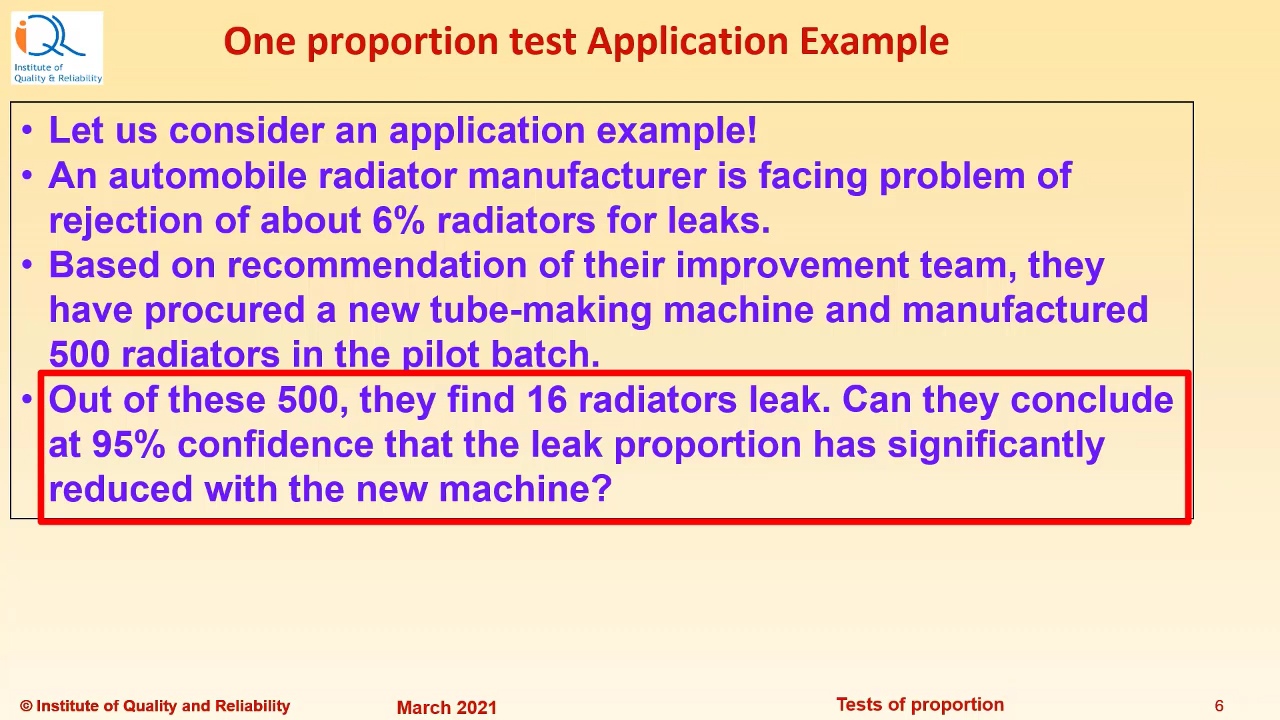 iQR
Institute of
Quality & Reliability
One proportion test Application Example
• Let us consider an application example!
• An automobile radiator manufacturer is facing problem of
rejection of about 6% radiators for leaks.
• Based on recommendation of their improvement team, they
have procured a new tube-making machine and manufactured
500 radiators in the pilot batch.
• Out of these 500, they find 16 radiators leak. Can they conclude
at 95% confidence that the leak proportion has significantly
reduced with the new machine?
© Institute of Quality and Reliability
March 2021
Tests of proportion
6